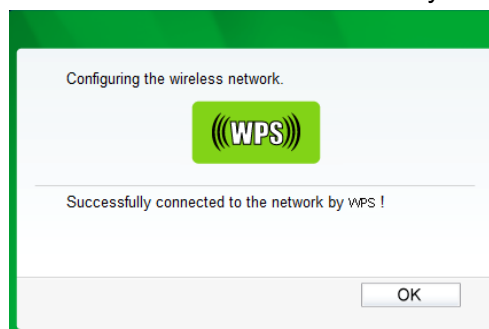 Configuring the wireless network.
(((WPS)))
Successfully connected to the network by WPS !
OK